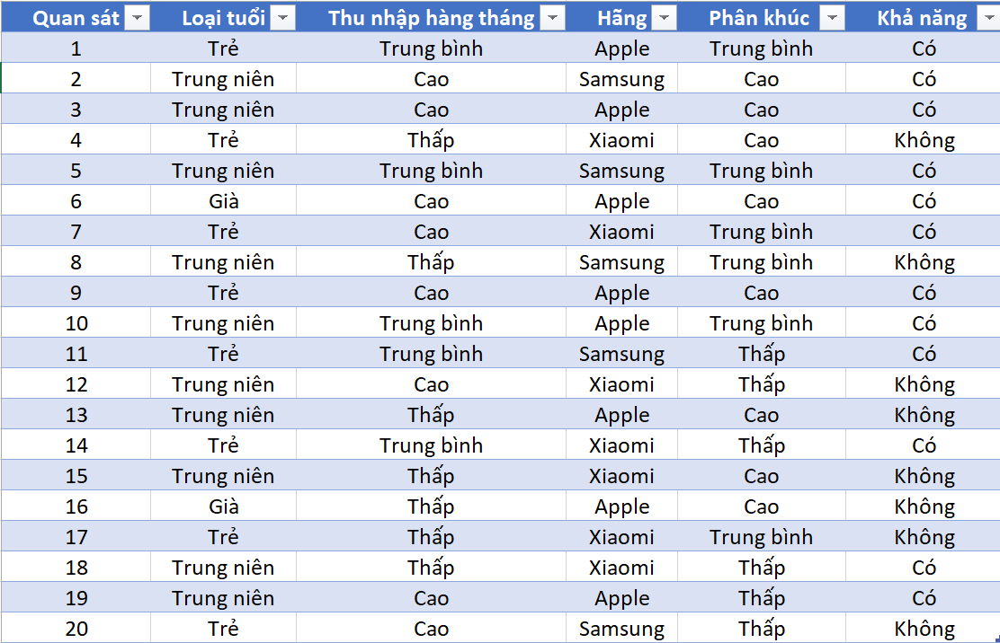 Quan sát Loại tuổi Thu nhập hàng tháng Hãng Phân khúc Khả năng
1 Trẻ Trung bình Apple Trung bình Có
2 Trung niên Cao Samsung Cao Có
3 Trung niên Cao Apple Cao Có
4 Trẻ Thấp Xiaomi Cao Không
5 Trung niên Trung bình Samsung Trung bình Có
6 Già Cao Apple Cao Có
7 Trẻ Cao Xiaomi Trung bình Có
8 Trung niên Thấp Samsung Trung bình Không
9 Trẻ Cao Apple Cao Có
10 Trung niên Trung bình Apple Trung bình Có
11 Trẻ Trung bình Samsung Thấp Có
12 Trung niên Cao Xiaomi Thấp Không
13 Trung niên Thấp Apple Cao Không
14 Trẻ Trung bình Xiaomi Thấp Có
15 Trung niên Thấp Xiaomi Cao Không
16 Già Thấp Apple Cao Không
17 Trẻ Thấp Xiaomi Trung bình Không
18 Trung niên Thấp Xiaomi Thấp Có
19 Trung niên Cao Apple Thấp Có
20 Trẻ Cao Samsung Thấp Không